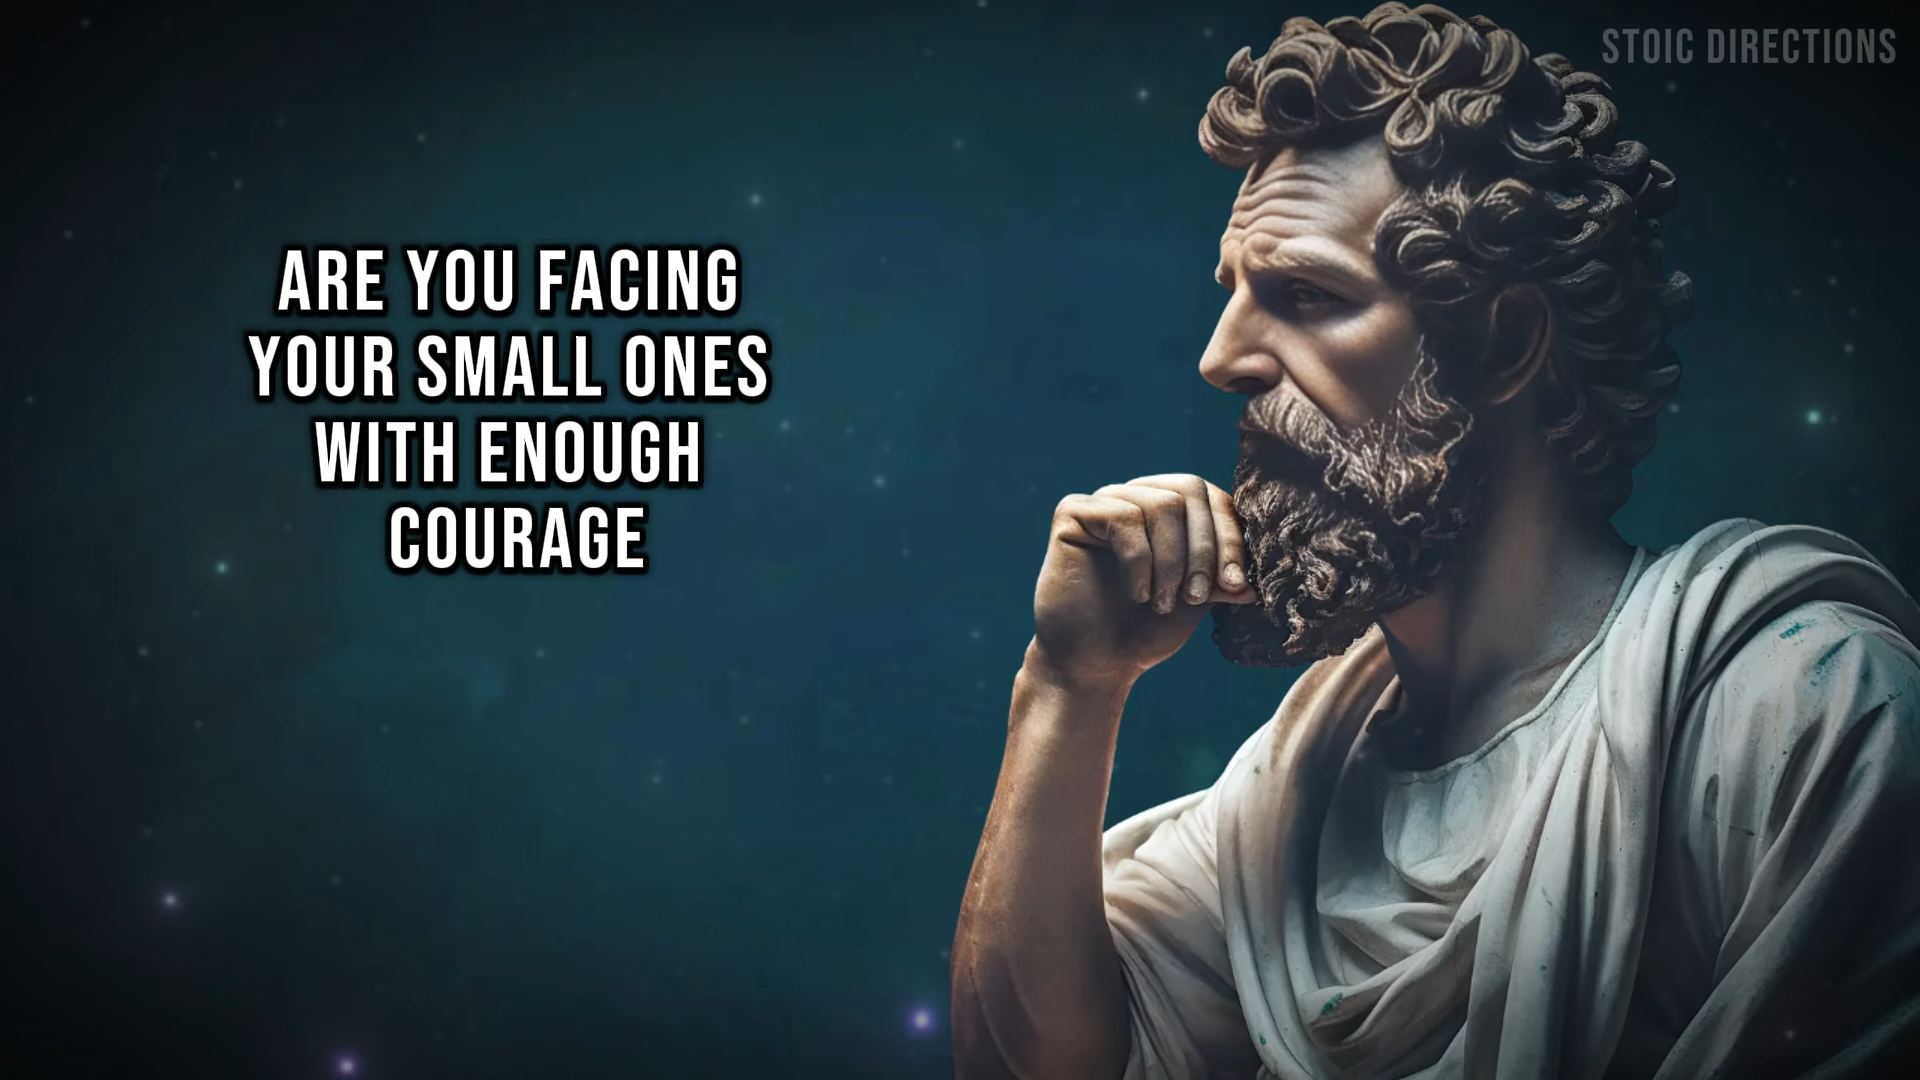 STOIC DIRECTIONS
ARE YOU FACING
YOUR SMALL ONES
WITH ENOUGH
COURAGE